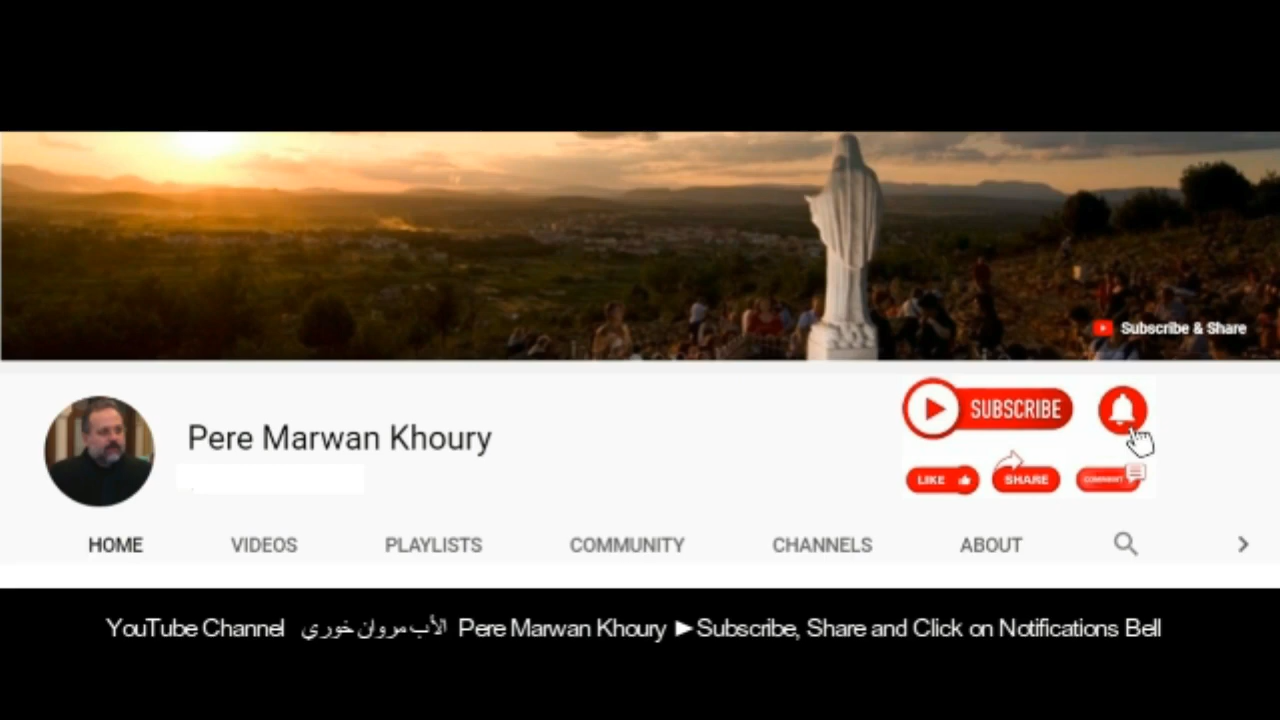 Subscribe & Share
SUBSCRIBE
Pere Marwan Khoury
LIKE SHARE COMMENT
HOME VIDEOS PLAYLISTS COMMUNITY CHANNELS ABOUT
YouTube Channel الأب مروان خوري Pere Marwan Khoury ►Subscribe, Share and Click on Notifications Bell